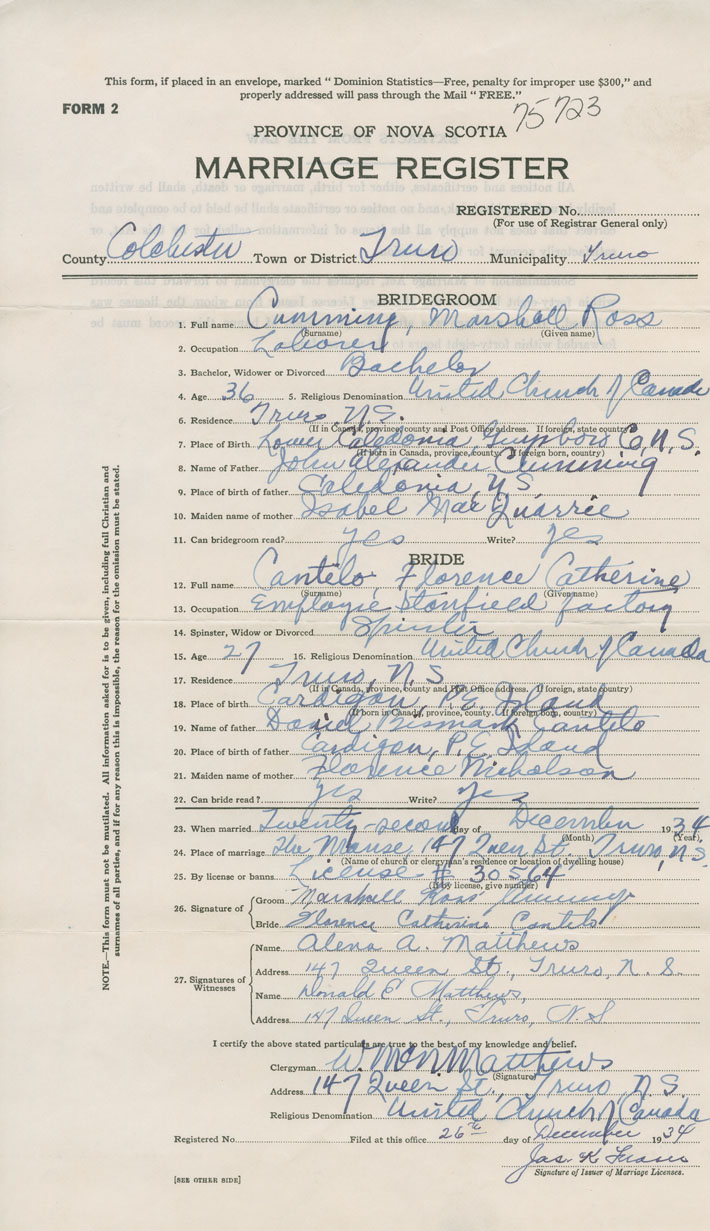 This form, if placed in an envelope, marked "Dominion Statistics—Free, penalty for improper use $300," and
properly addressed will pass through the Mail "FREE."
FORM 2
75 723
PROVINCE OF NOVA SCOTIA
MARRIAGE REGISTER
REGISTERED No.
(For use of Registrar General only)
County Colchester Town or District Truro Municipality Truro
BRIDEGROOM
1. Full name Cumming, Marshall Ross
(Surname) (Given name)
2. Occupation Laborer
3. Bachelor, Widower or Divorced Bachelor
4. Age 36 5. Religious Denomination United Church of Canada
6. Residence Truro, N.S.
(If in Canada, province, county and Post Office address. If foreign, state country)
7. Place of Birth Lower Caledonia Guysboro Co, N.S.
(If born in Canada, province, county. If foreign born, country)
8. Name of Father John Alexander Cumming
9. Place of birth of father Caledonia, N.S.
10. Maiden name of mother Isabel MacQuarrie
11. Can bridegroom read? yes Write? yes
BRIDE
12. Full name Cantelo, Florence Catherine
(Surname) (Given name)
13. Occupation Employie Stanfield factory
14. Spinster, Widow or Divorced Spinster
15. Age 27 16. Religious Denomination United Church of Canada
17. Residence Truro, N.S
(If in Canada, province, county and Post Office address. If foreign, state country)
18. Place of birth Cardigan, P.E. Island
(If born in Canada, province, county. If foreign born, country)
19. Name of father Daniel Bismark Cantelo
20. Place of birth of father Cardigan, P.E Island
21. Maiden name of mother Florence Nicholson
22. Can bride read? yes Write? yes
23. When married Twenty-second day of December 1934
(Month) (Year)
24. Place of marriage The Manse, 147 Queen St. Truro, N.S.
(Name of church or clergyman's residence or location of dwelling house)
25. By license or banns License # 30564
(If by license, give number)
26. Signature of
Groom Marshall Ross Cumming
Bride Florence Catherine Cantelo
27. Signatures of Witnesses
Name Alena A. Matthews
Address 147 Queen St., Truro, N.S.
Name Donald E. Matthews,
Address 147 Queen St., Truro, N.S
I certify the above stated particulars are true to the best of my knowledge and belief.
Clergyman W. McN Matthews
(Signature)
Address 147 Queen St., Truro N.S.
Religious Denomination United Church of Canada
Registered No. Filed at this office 26th day of December 1934
Jas. K. Fraser
Signature of Issuer of Marriage Licenses.
[SEE OTHER SIDE]
NOTE.—This form must not be mutilated. All information asked for is to be given, including full Christian and
surnames of all parties, and if for any reason this is impossible, the reason for the omission must be stated.